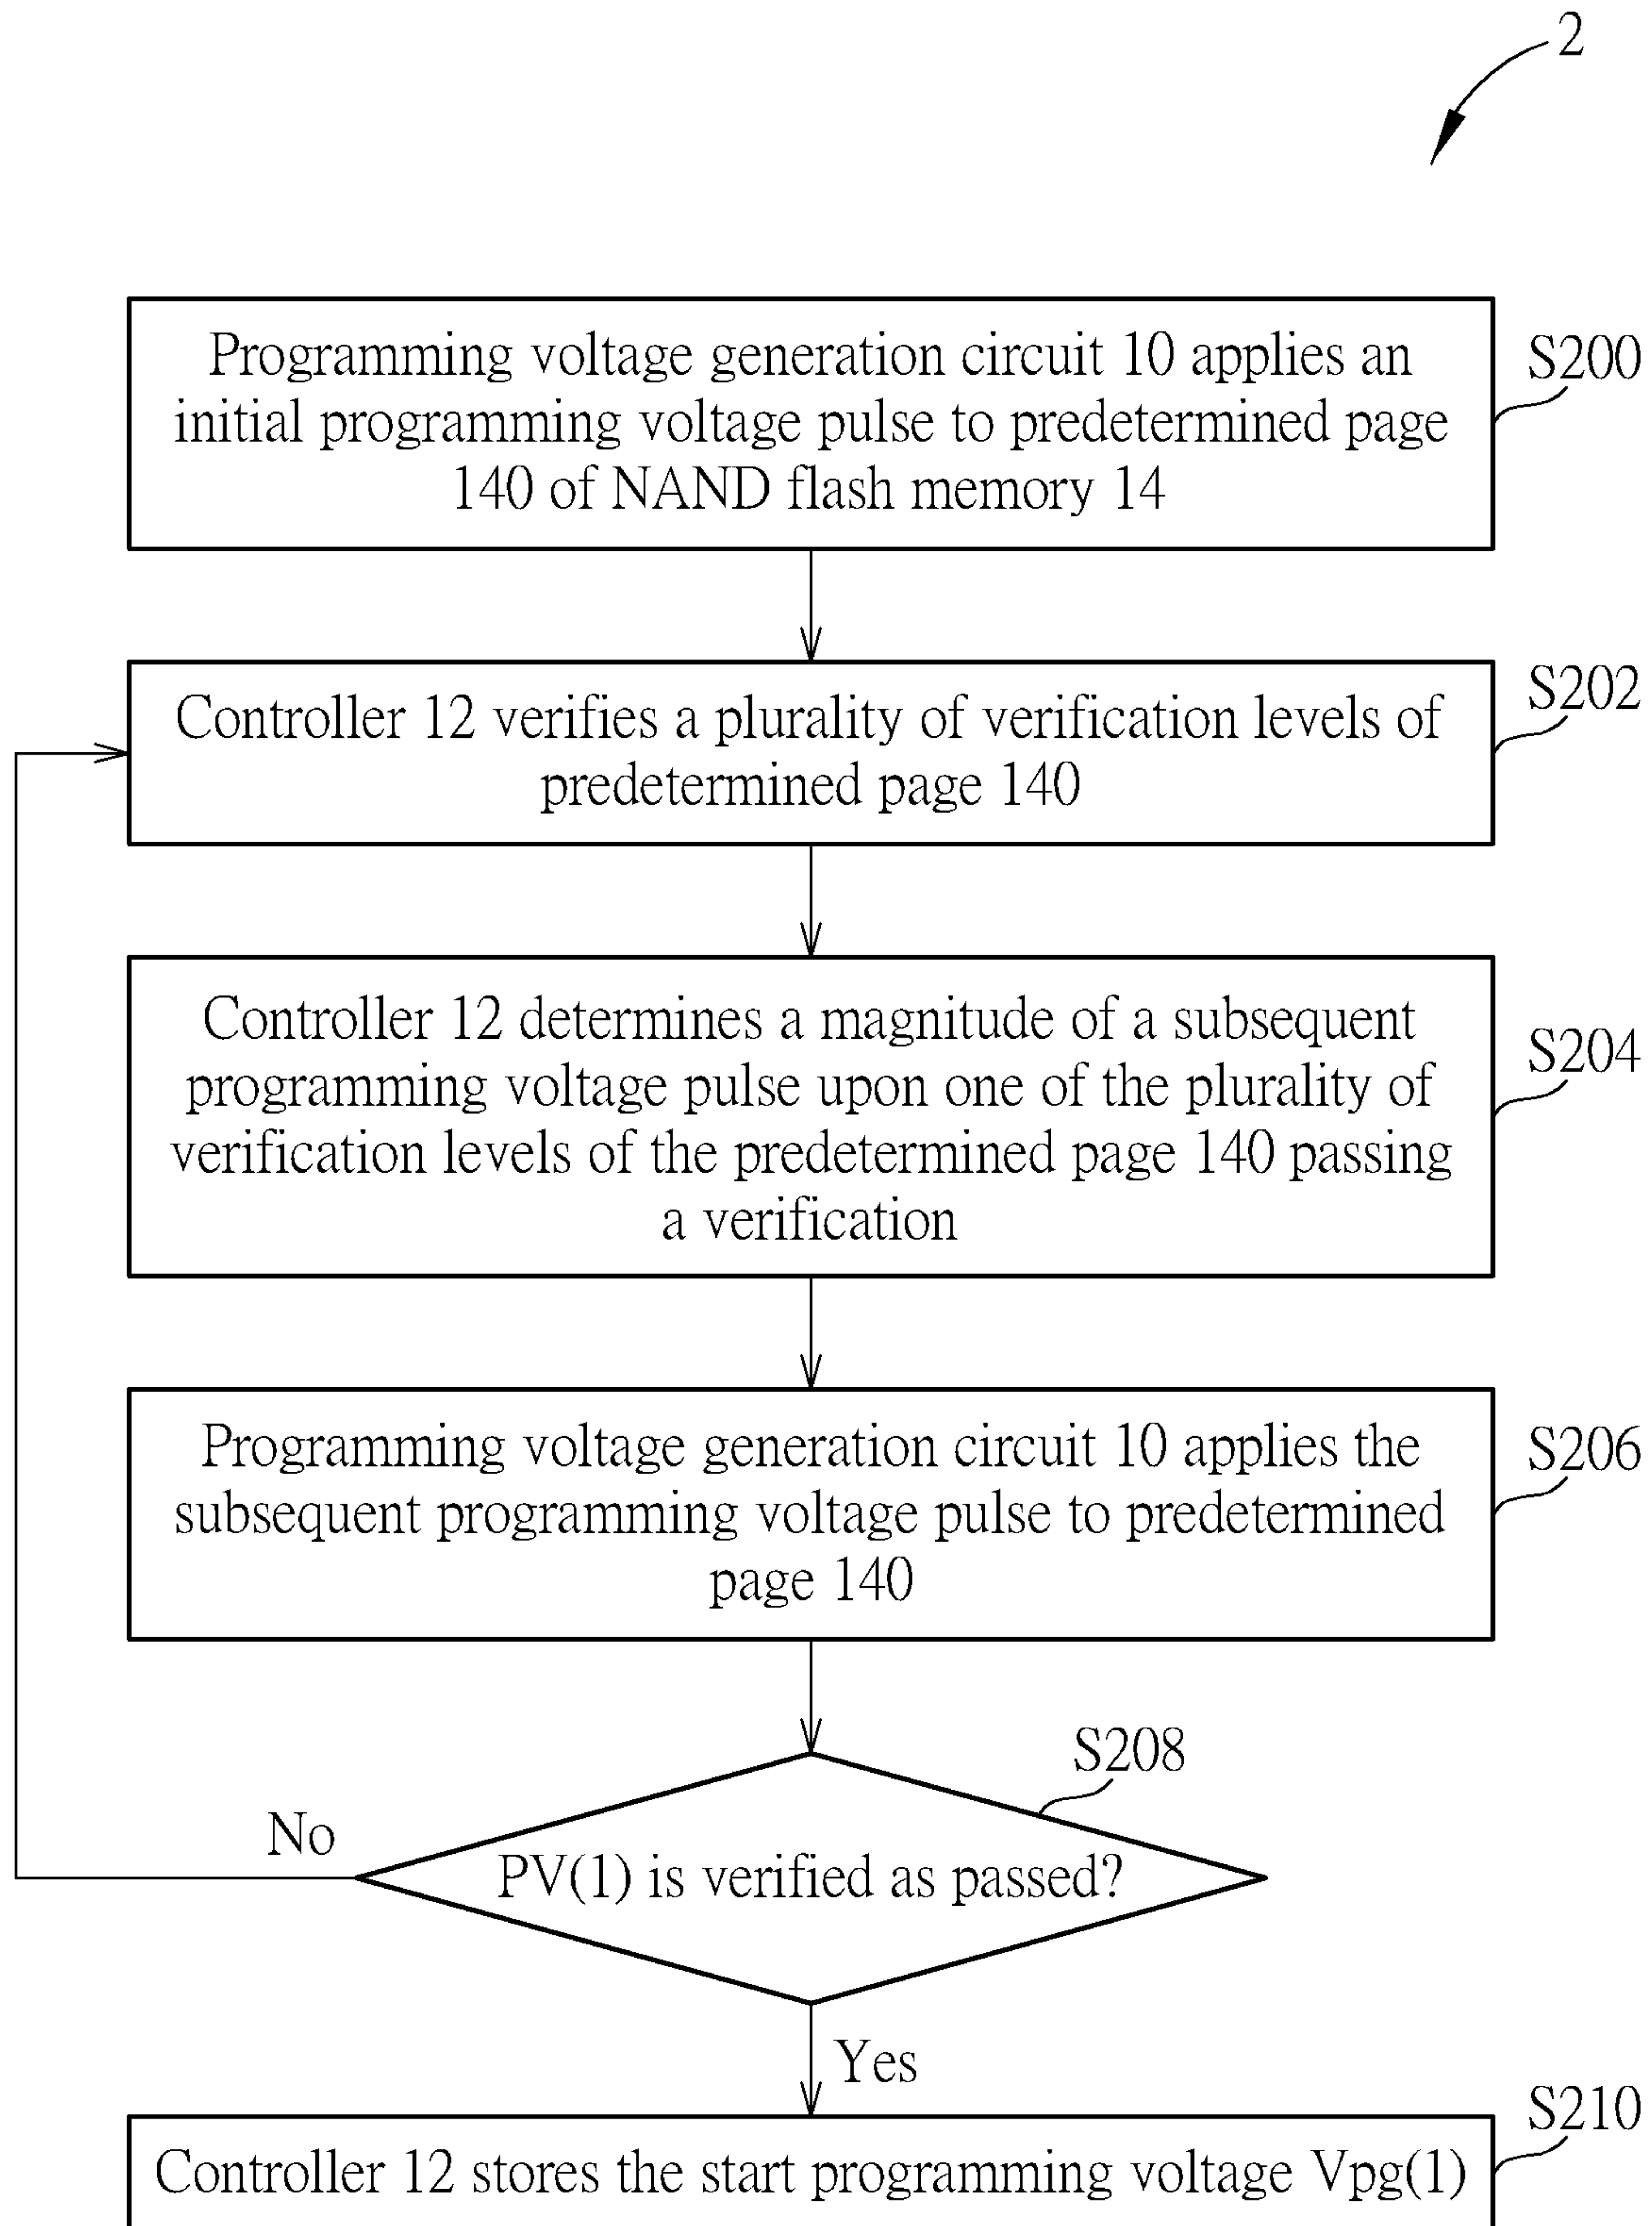 2
Programming voltage generation circuit 10 applies an
initial programming voltage pulse to predetermined page
140 of NAND flash memory 14
S200
Controller 12 verifies a plurality of verification levels of
predetermined page 140
S202
Controller 12 determines a magnitude of a subsequent
programming voltage pulse upon one of the plurality of
verification levels of the predetermined page 140 passing
a verification
S204
Programming voltage generation circuit 10 applies the
subsequent programming voltage pulse to predetermined
page 140
S206
S208
No
PV(1) is verified as passed?
Yes
S210
Controller 12 stores the start programming voltage Vpg(1)